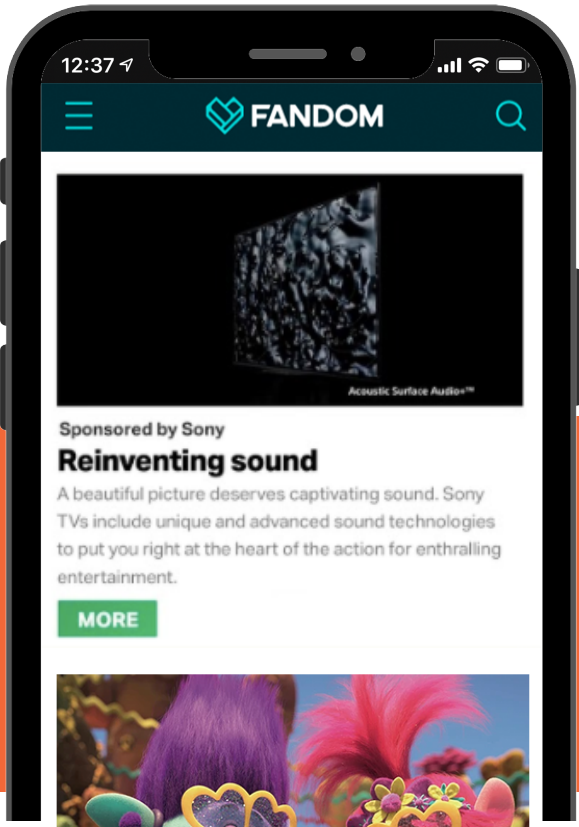 12:37
FANDOM
Acoustic Surface Audio+™
Sponsored by Sony
Reinventing sound
A beautiful picture deserves captivating sound. Sony
TVs include unique and advanced sound technologies
to put you right at the heart of the action for enthralling
entertainment.
MORE